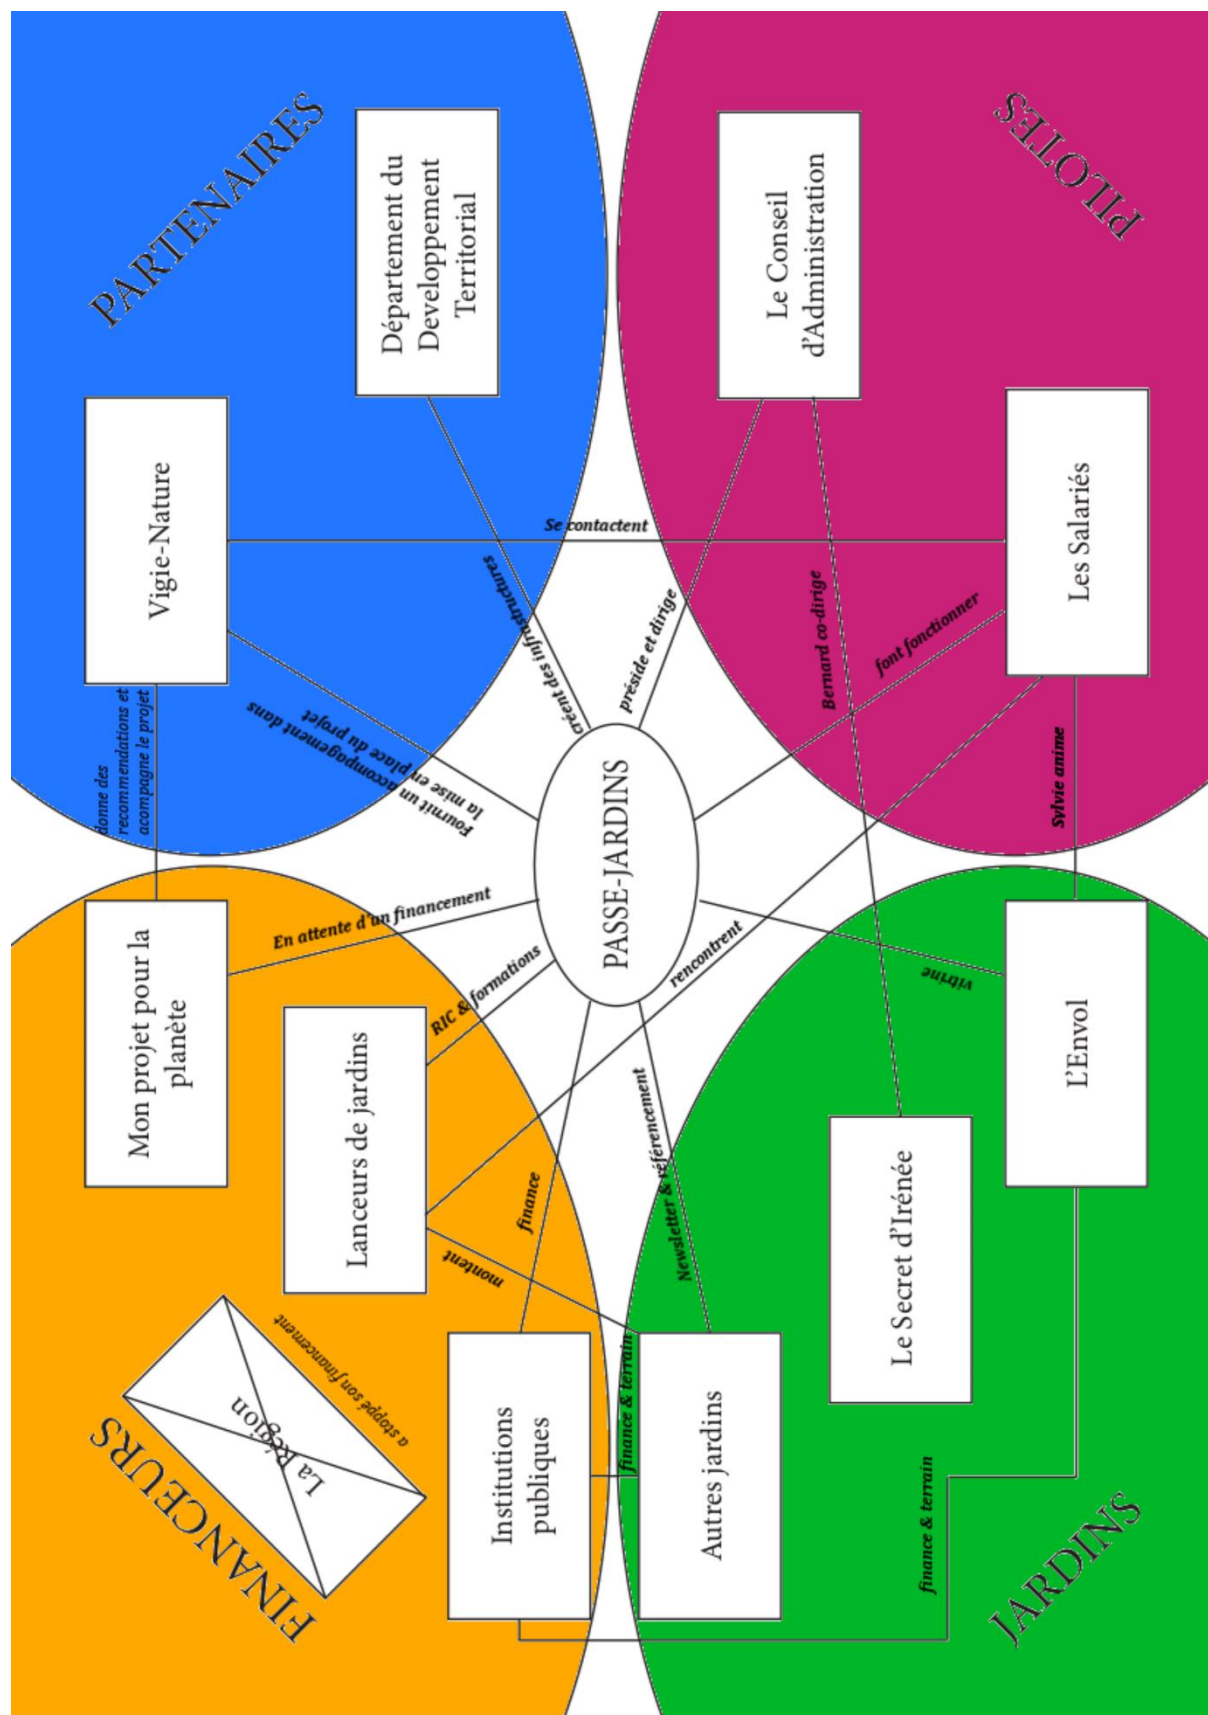 FINANCEURS
La Région
a stoppé son financement
Mon projet pour la
planète
donne des
recommendations et
acompagne le projet
Vigie-Nature
PARTENAIRES
Lanceurs de jardins
En attente d'un financement
RIC & formations
Fournit un accompagnement dans
la mise en place du projet
Département du
Developpement
Territorial
créent des infrastructures
montent
Institutions
publiques
finance
Se contactent
PASSE-JARDINS
finance & terrain
Autres jardins
Newsletter & référencement
rencontrent
préside et dirige
Le Conseil
d'Administration
Bernard co-dirige
font fonctionner
Le Secret d'Irénée
vitrine
finance & terrain
L'Envol
Sylvie anime
Les Salariés
JARDINS
PILOTES